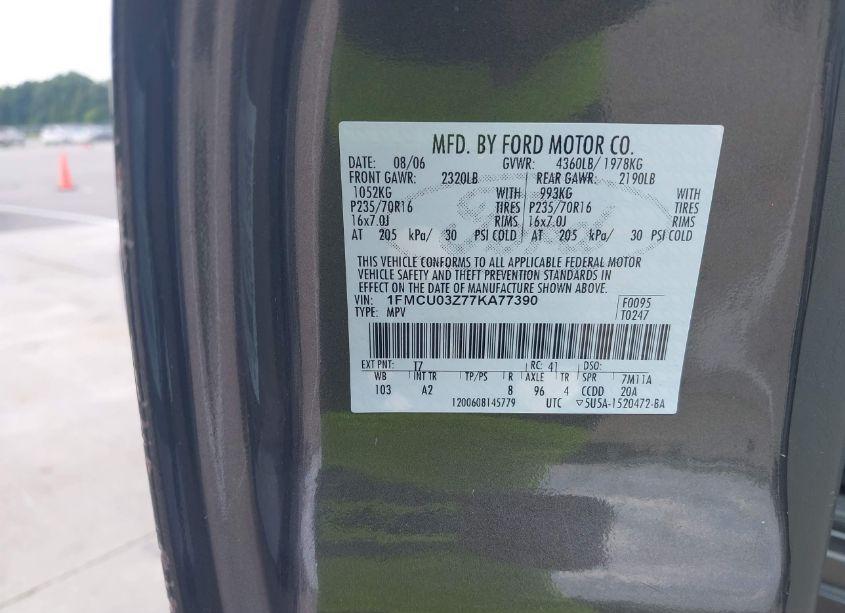 MFD. BY FORD MOTOR CO.
DATE: 08/06 GVWR: 4360LB/ 1978KG
FRONT GAWR: 2320LB REAR GAWR: 2190LB
1052KG WITH 993KG WITH
P235/70R16 TIRES P235/70R16 TIRES
16x7.0J RIMS 16x7.0J RIMS
AT 205 kPa/ 30 PSI COLD AT 205 kPa/ 30 PSI COLD
THIS VEHICLE CONFORMS TO ALL APPLICABLE FEDERAL MOTOR
VEHICLE SAFETY AND THEFT PREVENTION STANDARDS IN
EFFECT ON THE DATE OF MANUFACTURE SHOWN ABOVE.
VIN: 1FMCU03Z77KA77390 F0095
TYPE: MPV T0247
EXT PNT: T7 RC: 41 DSO:
WB INT TR TP/PS R AXLE TR SPR 7M11A
103 A2 8 96 4 CCDD 20A
1200608145779 UTC ▽5U5A-1520472-BA